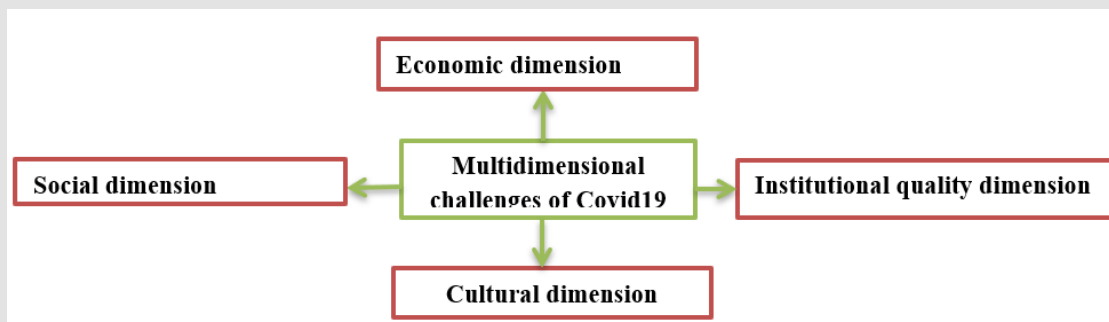 Economic dimension
Multidimensional
challenges of Covid19
Social dimension
Institutional quality dimension
Cultural dimension